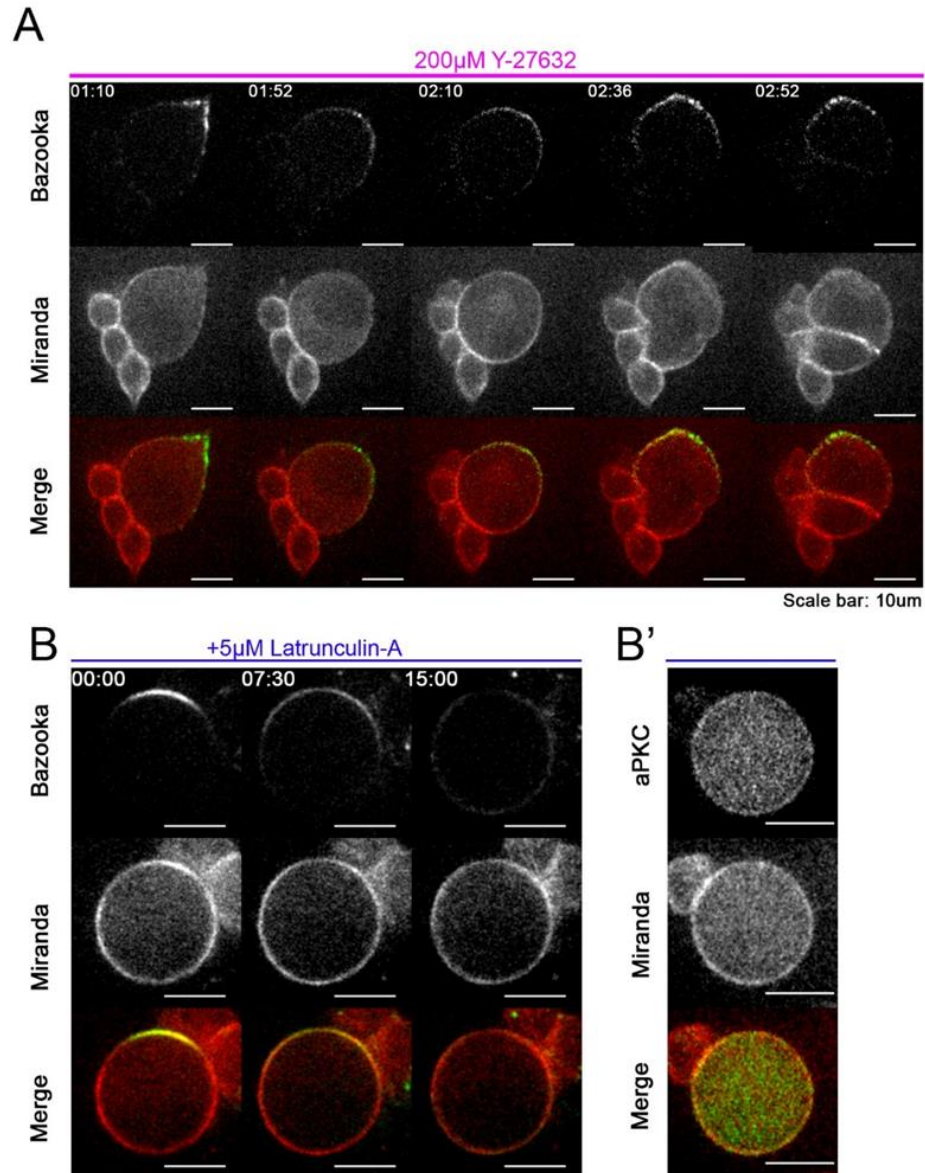 A
200µM Y-27632
01:10 01:52 02:10 02:36 02:52
Bazooka
Miranda
Merge
Scale bar: 10um
B
+5µM Latrunculin-A
00:00 07:30 15:00
Bazooka
Miranda
Merge
B'
aPKC
Miranda
Merge